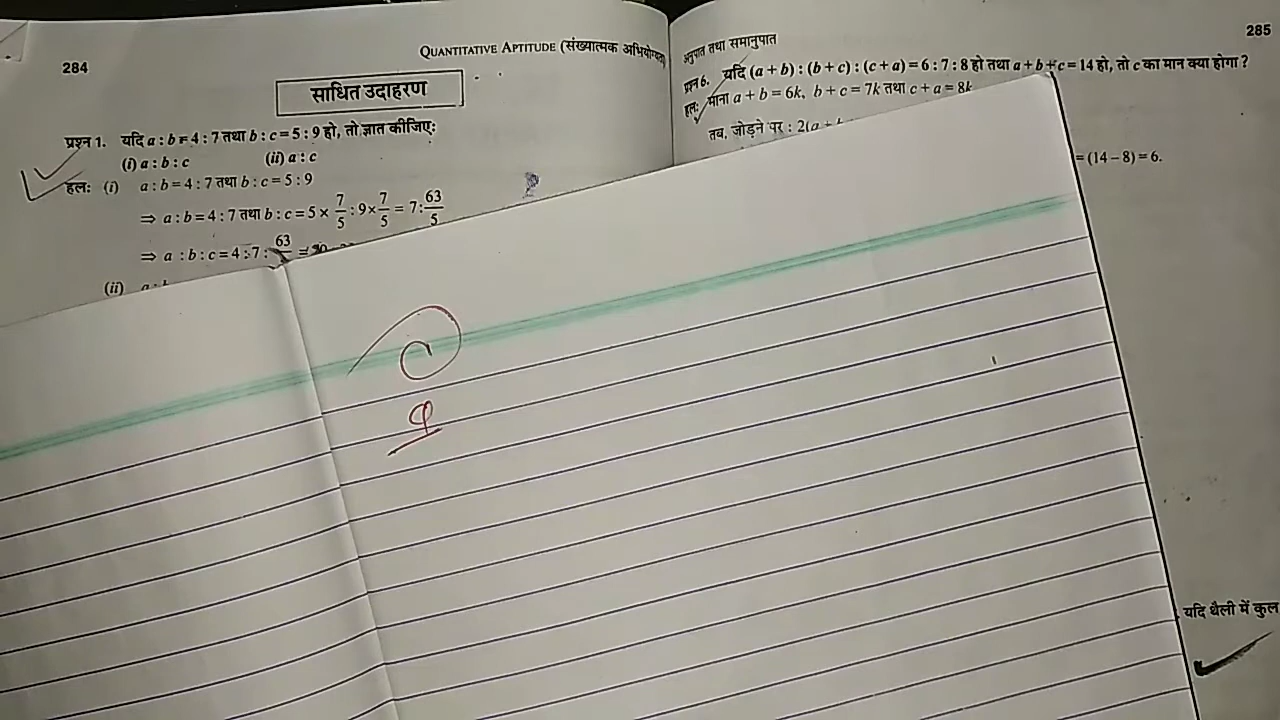 284
QUANTITATIVE APTITUDE (संख्यात्मक अभियोग्यता)
साधित उदाहरण
प्रश्न 1. यदि a : b = 4 : 7 तथा b : c = 5 : 9 हो, तो ज्ञात कीजिए:
(i) a : b : c (ii) a : c
हल: (i) a : b = 4 : 7 तथा b : c = 5 : 9
⇒ a : b = 4 : 7 तथा b : c = 5 × 7/5 : 9 × 7/5 = 7 : 63/5
⇒ a : b : c = 4 : 7 : 63
(ii)
285
अनुपात तथा समानुपात
प्रश्न 6. यदि (a + b) : (b + c) : (c + a) = 6 : 7 : 8 हो तथा a + b + c = 14 हो, तो c का मान क्या होगा ?
हल: माना a + b = 6k, b + c = 7k तथा c + a = 8k
तब, जोड़ने पर : 2(a +
= (14 – 8) = 6.
यदि थैली में कुल